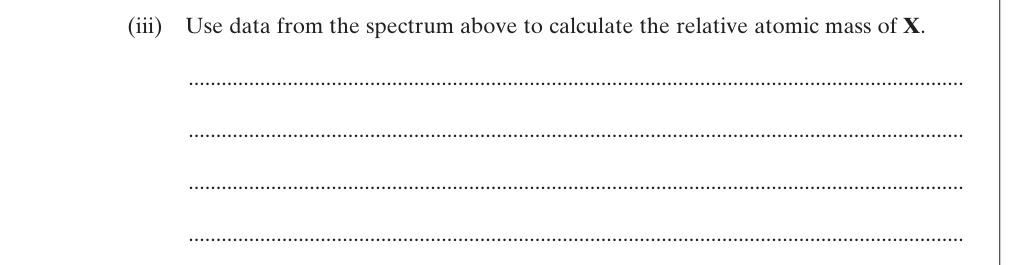 (iii) Use data from the spectrum above to calculate the relative atomic mass of X.